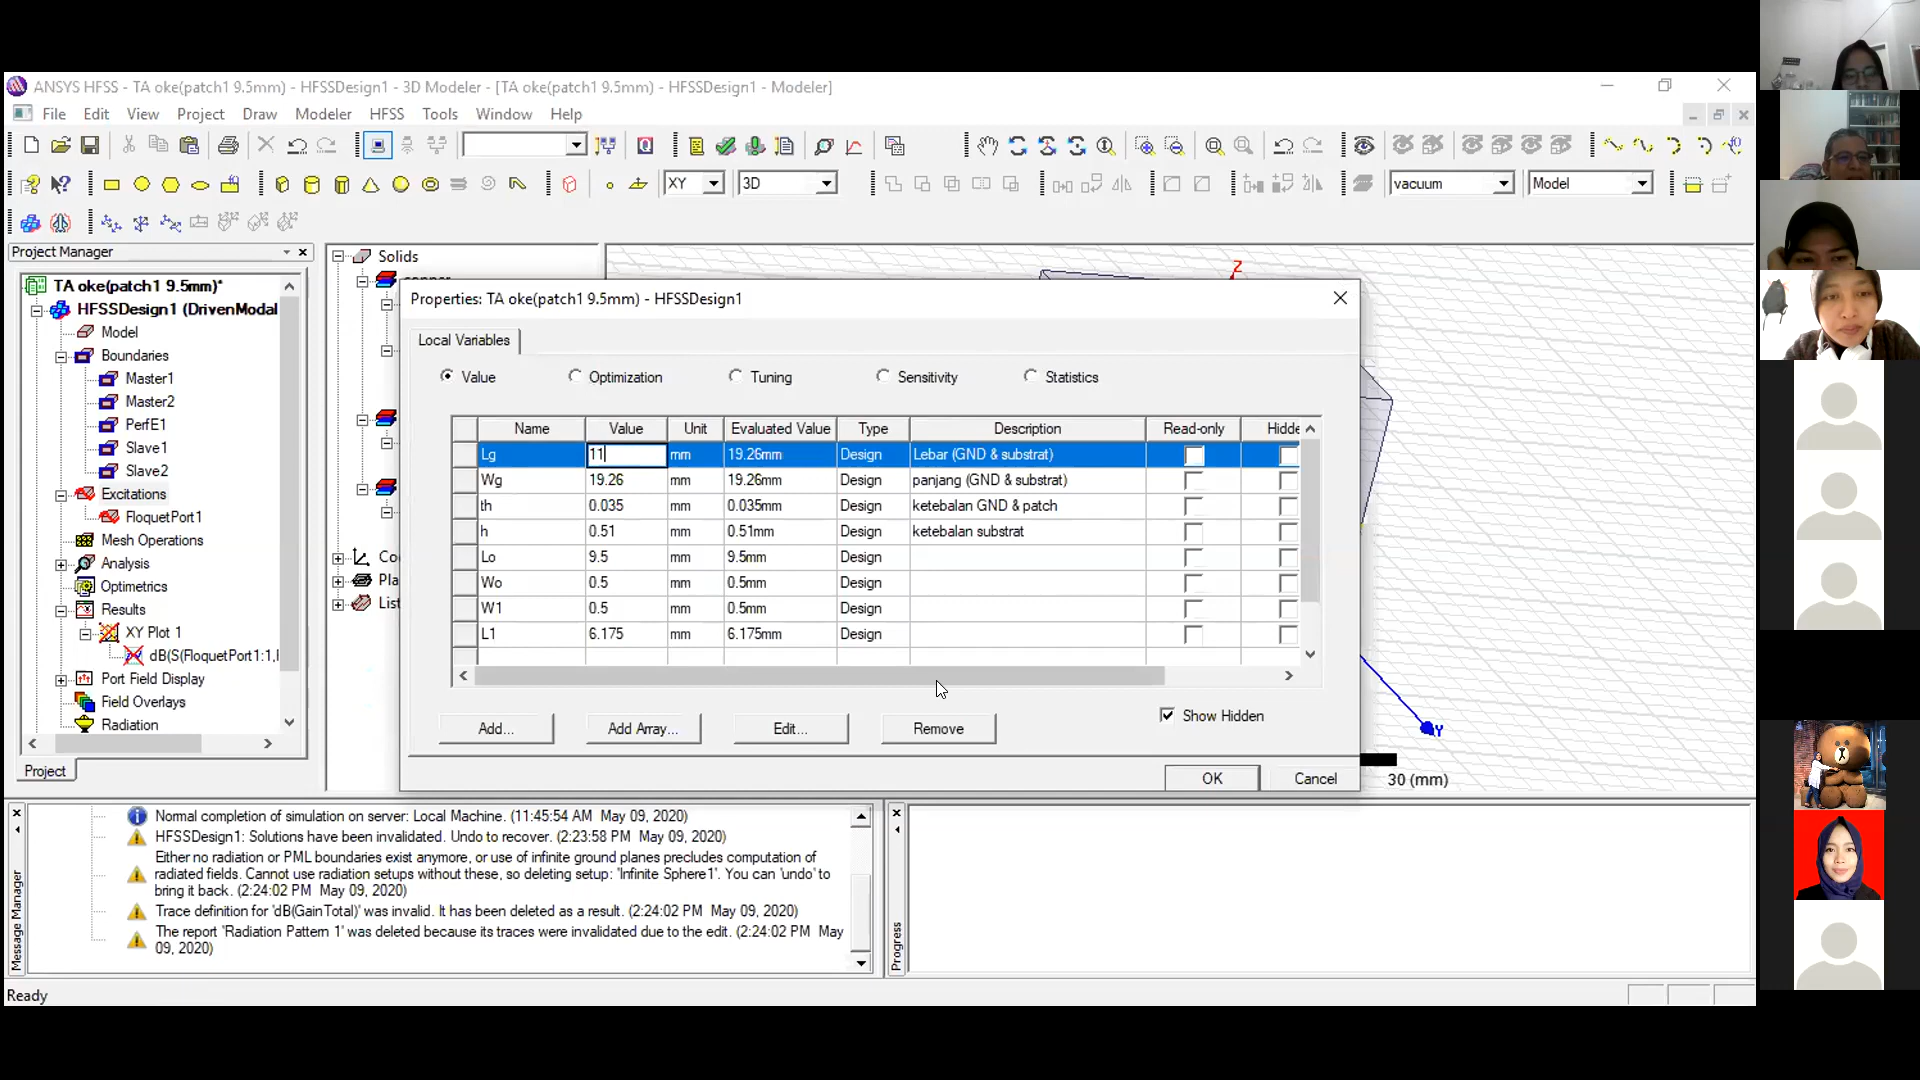 ANSYS HFSS - TA oke(patch1 9.5mm) - HFSSDesign1 - 3D Modeler - [TA oke(patch1 9.5mm) - HFSSDesign1 - Modeler]
File Edit View Project Draw Modeler HFSS Tools Window Help
XY 3D vacuum Model
Project Manager
TA oke(patch1 9.5mm)*
HFSSDesign1 (DrivenModal
Model
Boundaries
Master1
Master2
PerfE1
Slave1
Slave2
Excitations
FloquetPort1
Mesh Operations
Analysis
Optimetrics
Results
XY Plot 1
dB(S(FloquetPort1:1,
Port Field Display
Field Overlays
Radiation
Project
Solids
Co
Pla
List
Z
Y
30 (mm)
Properties: TA oke(patch1 9.5mm) - HFSSDesign1
Local Variables
Value Optimization Tuning Sensitivity Statistics
Name Value Unit Evaluated Value Type Description Read-only Hidde
Lg 11 mm 19.26mm Design Lebar (GND & substrat)
Wg 19.26 mm 19.26mm Design panjang (GND & substrat)
th 0.035 mm 0.035mm Design ketebalan GND & patch
h 0.51 mm 0.51mm Design ketebalan substrat
Lo 9.5 mm 9.5mm Design
Wo 0.5 mm 0.5mm Design
W1 0.5 mm 0.5mm Design
L1 6.175 mm 6.175mm Design
Add... Add Array... Edit... Remove Show Hidden
OK Cancel
Message Manager
Normal completion of simulation on server: Local Machine. (11:45:54 AM May 09, 2020)
HFSSDesign1: Solutions have been invalidated. Undo to recover. (2:23:58 PM May 09, 2020)
Either no radiation or PML boundaries exist anymore, or use of infinite ground planes precludes computation of
radiated fields. Cannot use radiation setups without these, so deleting setup: 'Infinite Sphere1'. You can 'undo' to
bring it back. (2:24:02 PM May 09, 2020)
Trace definition for 'dB(GainTotal)' was invalid. It has been deleted as a result. (2:24:02 PM May 09, 2020)
The report 'Radiation Pattern 1' was deleted because its traces were invalidated due to the edit. (2:24:02 PM May
09, 2020)
Progress
Ready